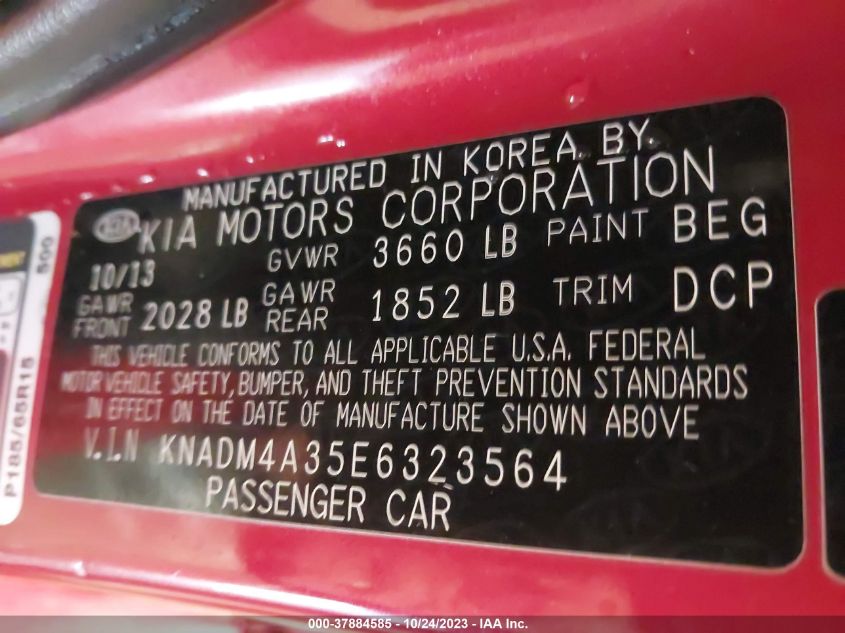 MANUFACTURED IN KOREA BY
KIA KIA MOTORS CORPORATION
10/13 GVWR 3660 LB PAINT BEG
GAWR FRONT 2028 LB GAWR REAR 1852 LB TRIM DCP
THIS VEHICLE CONFORMS TO ALL APPLICABLE U.S.A. FEDERAL
MOTOR VEHICLE SAFETY, BUMPER, AND THEFT PREVENTION STANDARDS
IN EFFECT ON THE DATE OF MANUFACTURE SHOWN ABOVE
V.I.N KNADM4A35E6323564
PASSENGER CAR
P185/65R15
500
000-37884585 - 10/24/2023 - IAA Inc.